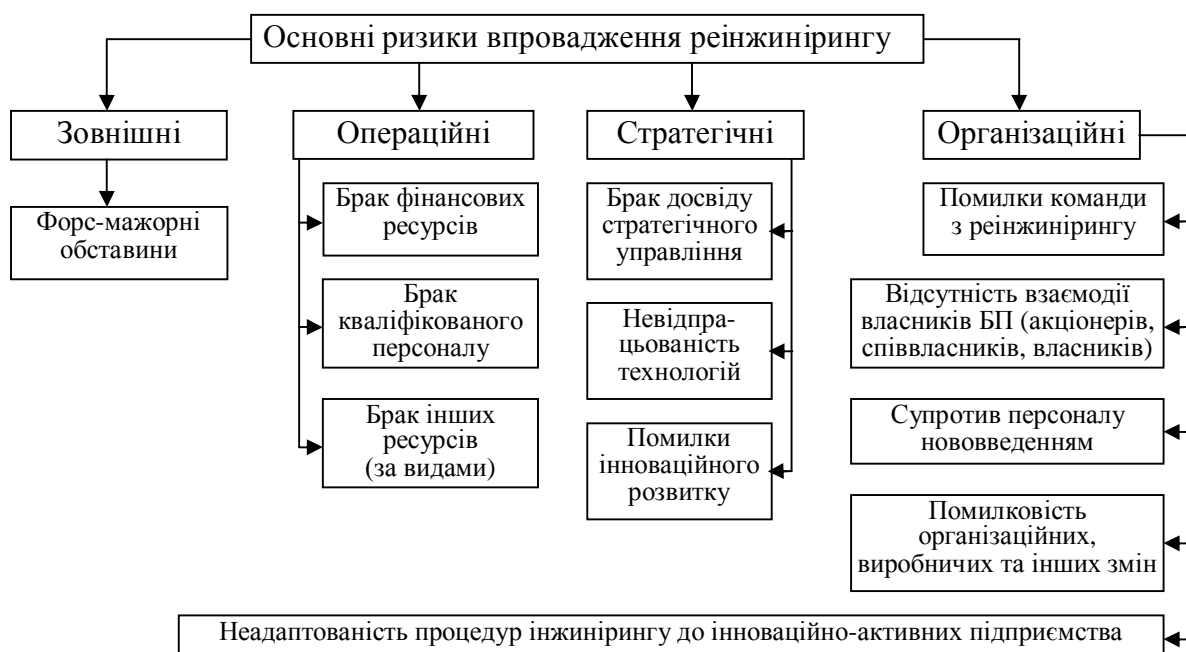 Основні ризики впровадження реінжинірингу
Зовнішні
Форс-мажорні
обставини
Операційні
Брак фінансових
ресурсів
Брак
кваліфікованого
персоналу
Брак інших
ресурсів
(за видами)
Стратегічні
Брак досвіду
стратегічного
управління
Невідпра-
цьованість
технологій
Помилки
інноваційного
розвитку
Організаційні
Помилки команди
з реінжинірингу
Відсутність взаємодії
власників БП (акціонерів,
співвласників, власників)
Супротив персоналу
нововведенням
Помилковість
організаційних,
виробничих та інших змін
Неадаптованість процедур інжинірингу до інноваційно-активних підприємства